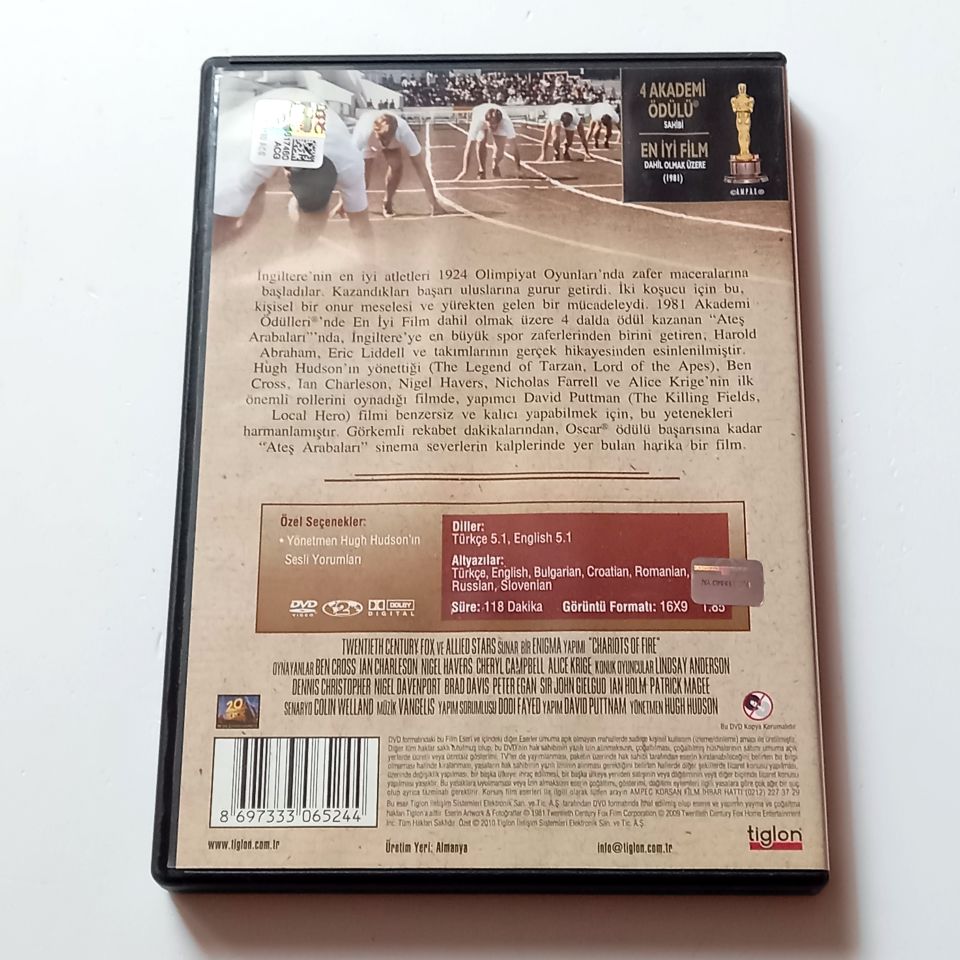 4 AKADEMİ
ÖDÜLÜ®
SAHİBİ
EN İYİ FİLM
DAHİL OLMAK ÜZERE
(1981)
©A.M.P.A.S.®
İngiltere'nin en iyi atletleri 1924 Olimpiyat Oyunları'nda zafer maceralarına
başladılar. Kazandıkları başarı uluslarına gurur getirdi. İki koşucu için bu,
kişisel bir onur meselesi ve yürekten gelen bir mücadeleydi. 1981 Akademi
Ödülleri®'nde En İyi Film dahil olmak üzere 4 dalda ödül kazanan "Ateş
Arabaları"'nda, İngiltere'ye en büyük spor zaferlerinden birini getiren, Harold
Abraham, Eric Liddell ve takımlarının gerçek hikayesinden esinlenilmiştir.
Hugh Hudson'ın yönettiği (The Legend of Tarzan, Lord of the Apes), Ben
Cross, Ian Charleson, Nigel Havers, Nicholas Farrell ve Alice Krige'nin ilk
önemli rollerini oynadığı filmde, yapımcı David Puttman (The Killing Fields,
Local Hero) filmi benzersiz ve kalıcı yapabilmek için, bu yetenekleri
harmanlamıştır. Görkemli rekabet dakikalarından, Oscar® ödülü başarısına kadar
"Ateş Arabaları" sinema severlerin kalplerinde yer bulan harika bir film.
Özel Seçenekler:
• Yönetmen Hugh Hudson'ın
Sesli Yorumları
Diller:
Türkçe 5.1, English 5.1
Altyazılar:
Türkçe, English, Bulgarian, Croatian, Romanian,
Russian, Slovenian
Süre: 118 Dakika Görüntü Formatı: 16X9 1.85
DVD VIDEO 2 DOLBY DIGITAL
TWENTIETH CENTURY FOX VE ALLIED STARS SUNAR BİR ENIGMA YAPIMI "CHARIOTS OF FIRE"
OYNAYANLAR BEN CROSS IAN CHARLESON NIGEL HAVERS CHERYL CAMPBELL ALICE KRIGE KONUK OYUNCULAR LINDSAY ANDERSON
DENNIS CHRISTOPHER NIGEL DAVENPORT BRAD DAVIS PETER EGAN SIR JOHN GIELGUD IAN HOLM PATRICK MAGEE
SENARYO COLIN WELLAND MÜZİK VANGELIS YAPIM SORUMLUSU DODI FAYED YAPIM DAVID PUTTNAM YÖNETMEN HUGH HUDSON
Bu DVD Kopya Korumalıdır
8 697333 065244
www.tiglon.com.tr
Üretim Yeri: Almanya
info@tiglon.com.tr
tiglon